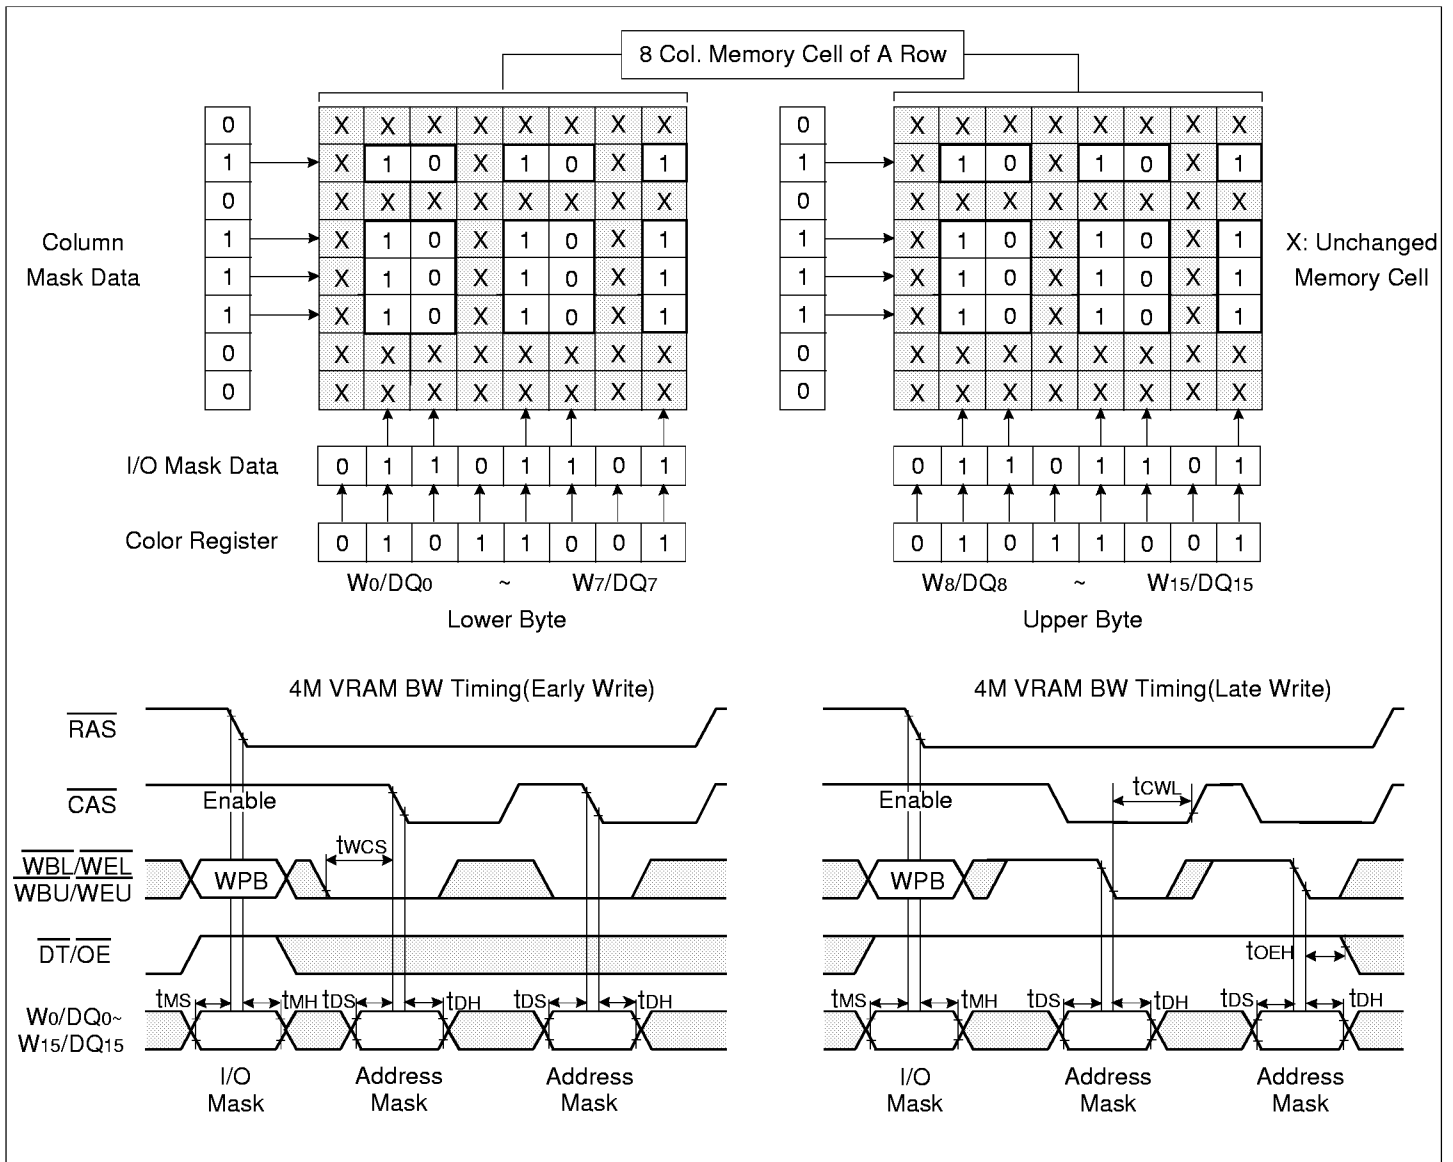 8 Col. Memory Cell of A Row
0 X X X X X X X X 0 X X X X X X X X
1 X 1 0 X 1 0 X 1 1 X 1 0 X 1 0 X 1
0 X X X X X X X X 0 X X X X X X X X
Column 1 X 1 0 X 1 0 X 1 1 X 1 0 X 1 0 X 1 X: Unchanged
Mask Data 1 X 1 0 X 1 0 X 1 1 X 1 0 X 1 0 X 1 Memory Cell
1 X 1 0 X 1 0 X 1 1 X 1 0 X 1 0 X 1
0 X X X X X X X X 0 X X X X X X X X
0 X X X X X X X X 0 X X X X X X X X
I/O Mask Data 0 1 1 0 1 1 0 1 0 1 1 0 1 1 0 1
Color Register 0 1 0 1 1 0 0 1 0 1 0 1 1 0 0 1
W0/DQ0 ~ W7/DQ7 W8/DQ8 ~ W15/DQ15
Lower Byte Upper Byte
4M VRAM BW Timing(Early Write) 4M VRAM BW Timing(Late Write)
RAS
CAS Enable Enable tCWL
WBL/WEL tWCS
WBU/WEU WPB WPB
DT/OE tOEH
tMS tMH tDS tDH tDS tDH tMS tMH tDS tDH tDS tDH
W0/DQ0~
W15/DQ15
I/O Address Address I/O Address Address
Mask Mask Mask Mask Mask Mask